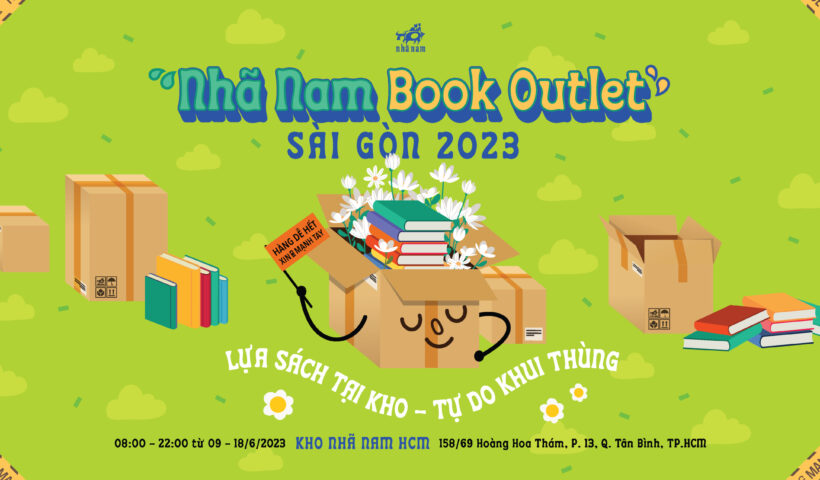 nhã nam
Nhã Nam Book Outlet
SÀI GÒN 2023
HÀNG DỄ HẾT
XIN MẠNH TAY
LỰA SÁCH TẠI KHO – TỰ DO KHUI THÙNG
08:00 – 22:00 từ 09 – 18/6/2023 KHO NHÃ NAM HCM 158/69 Hoàng Hoa Thám, P. 13, Q. Tân Bình, TP.HCM